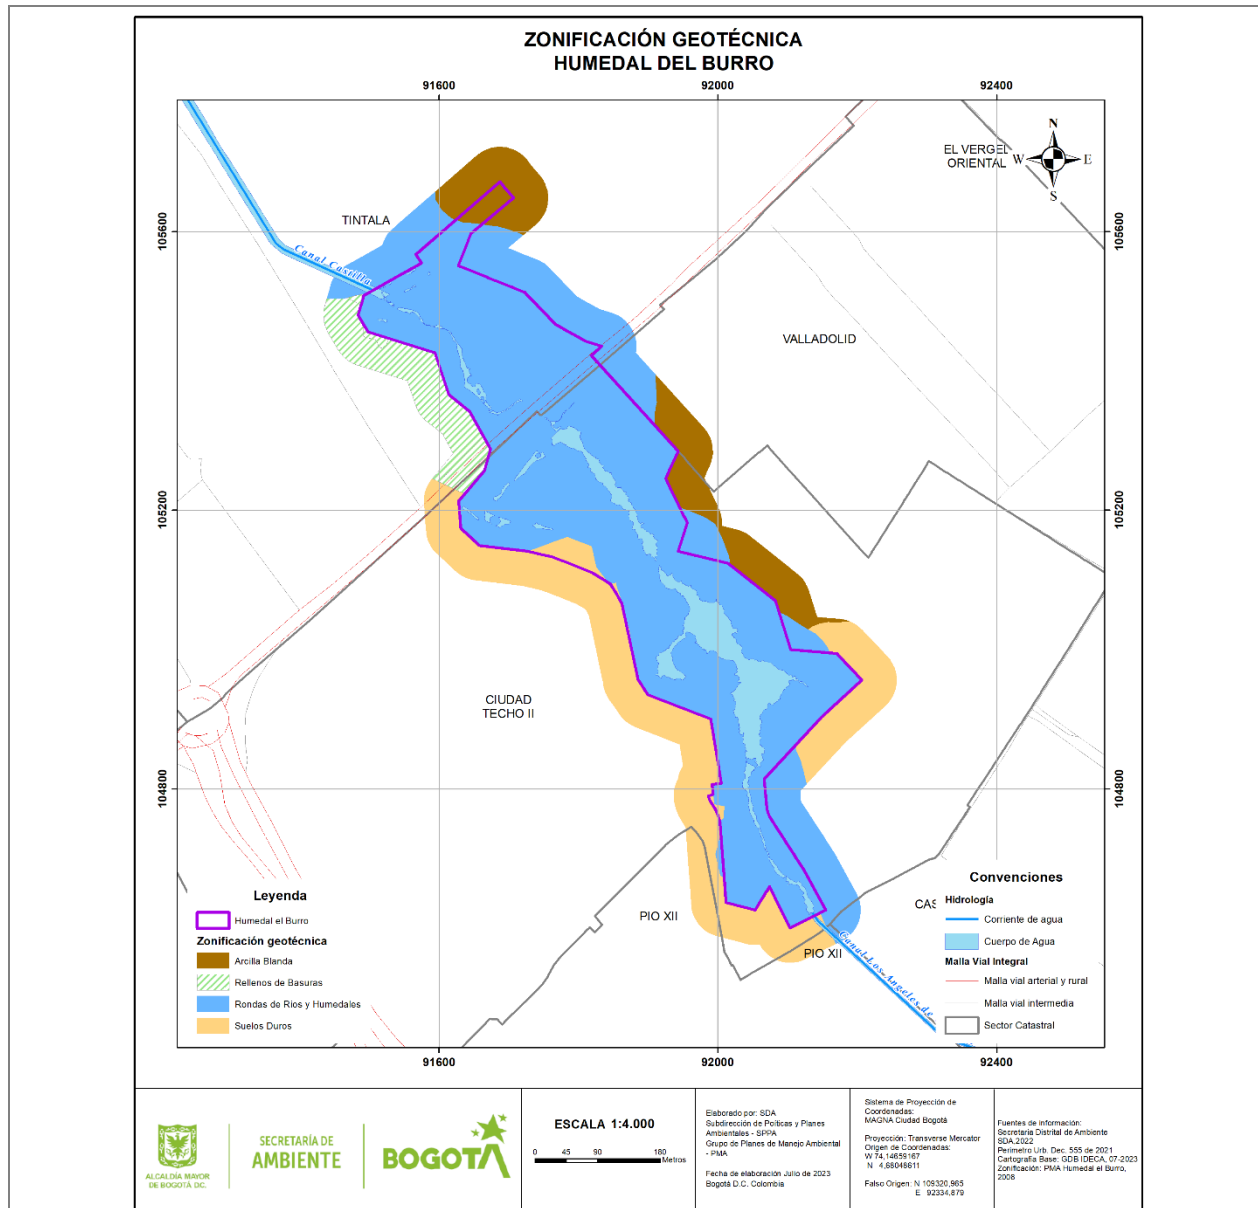 ZONIFICACIÓN GEOTÉCNICA
HUMEDAL DEL BURRO
91600
92000
92400
EL VERGEL
ORIENTAL
N
W
E
S
TINTALA
105600
105600
Canal Castilla
VALLADOLID
105200
105200
CIUDAD
TECHO II
104800
104800
PIO XII
PIO XII
CAS
Canal Los Angeles de
Leyenda
Humedal el Burro
Zonificación geotécnica
Arcilla Blanda
Rellenos de Basuras
Rondas de Ríos y Humedales
Suelos Duros
Convenciones
Hidrología
Corriente de agua
Cuerpo de Agua
Malla Vial Integral
Malla vial arterial y rural
Malla vial intermedia
Sector Catastral
91600
92000
92400
ALCALDÍA MAYOR
DE BOGOTÁ D.C.
SECRETARÍA DE
AMBIENTE
BOGOTÁ
ESCALA 1:4.000
0 45 90 180
Metros
Elaborado por: SDA
Subdirección de Políticas y Planes
Ambientales - SPPA
Grupo de Planes de Manejo Ambiental
- PMA
Fecha de elaboración Julio de 2023
Bogotá D.C. Colombia
Sistema de Proyección de
Coordenadas:
MAGNA Ciudad Bogotá
Proyección: Transverse Mercator
Origen de Coordenadas:
W 74,14659167
N 4,68048611
Falso Origen: N 109320,965
E 92334,879
Fuentes de información:
Secretaría Distrital de Ambiente
SDA,2022
Perímetro Urb. Dec. 555 de 2021
Cartografía Base: GDB IDECA, 07-2023
Zonificación: PMA Humedal el Burro,
2008